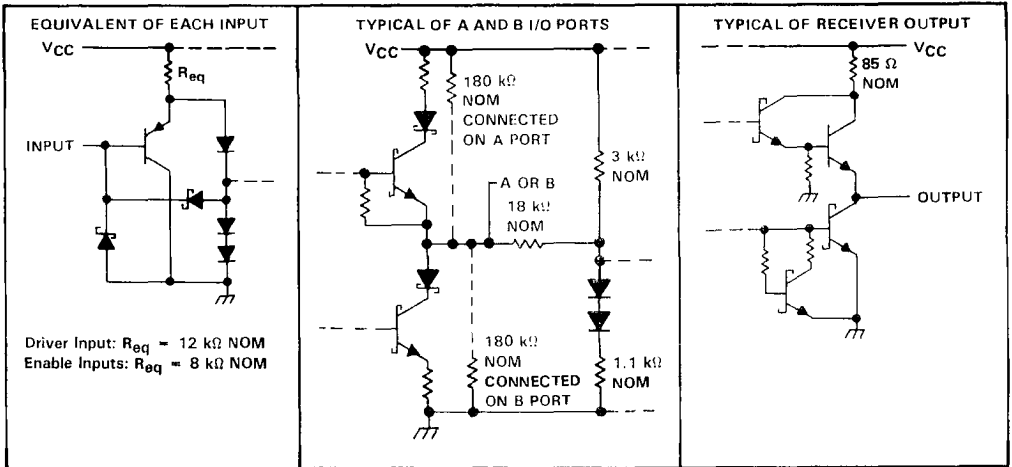 EQUIVALENT OF EACH INPUT
VCC
Req
INPUT
Driver Input: Req = 12 kΩ NOM
Enable Inputs: Req = 8 kΩ NOM
TYPICAL OF A AND B I/O PORTS
VCC
180 kΩ
NOM
CONNECTED
ON A PORT
3 kΩ
NOM
A OR B
18 kΩ
NOM
180 kΩ
NOM
CONNECTED
ON B PORT
1.1 kΩ
NOM
TYPICAL OF RECEIVER OUTPUT
VCC
85 Ω
NOM
OUTPUT